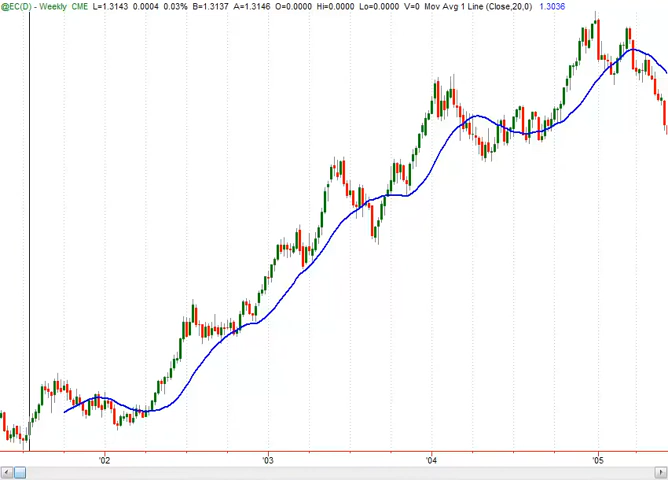 @EC(D) - Weekly CME L=1.3143 0.0004 0.03% B=1.3137 A=1.3146 O=0.0000 Hi=0.0000 Lo=0.0000 V=0 Mov Avg 1 Line (Close,20,0) 1.3036
'02 '03 '04 '05